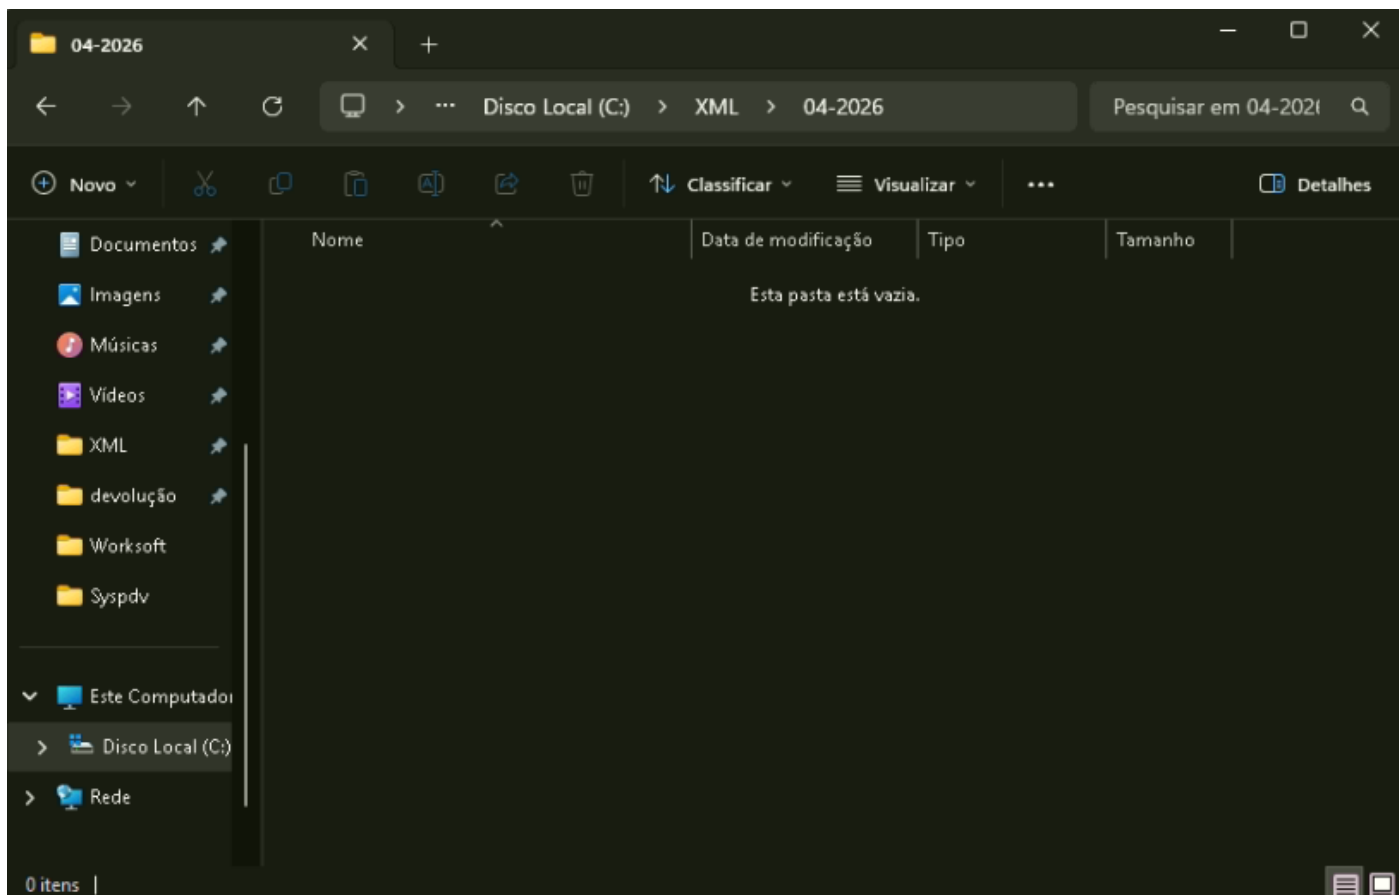 04-2026
Disco Local (C:) > XML > 04-2026
Pesquisar em 04-202
Novo
Classificar
Visualizar
Detalhes
Documentos
Imagens
Músicas
Vídeos
XML
devolução
Worksoft
Syspdv
Este Computador
Disco Local (C:)
Rede
Nome
Data de modificação
Tipo
Tamanho
Esta pasta está vazia.
0 itens